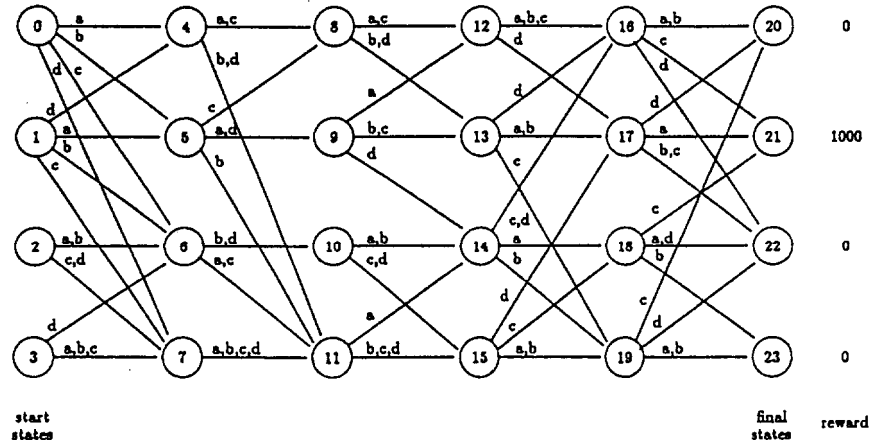 0 a 4 a,c 8 a,c 12 a,b,c 16 a,b 20 0
b b,d d c
d c b,d d
d c a d d
1 a 5 a,d 9 b,c 13 a,b 17 a 21 1000
b b d c b,c
c
c,d c
2 a,b 6 b,d 10 a,b 14 a 18 a,d 22 0
c,d a,c c,d b b
d a d c c d
3 a,b,c 7 a,b,c,d 11 b,c,d 15 a,b 19 a,b 23 0
start final reward
states states